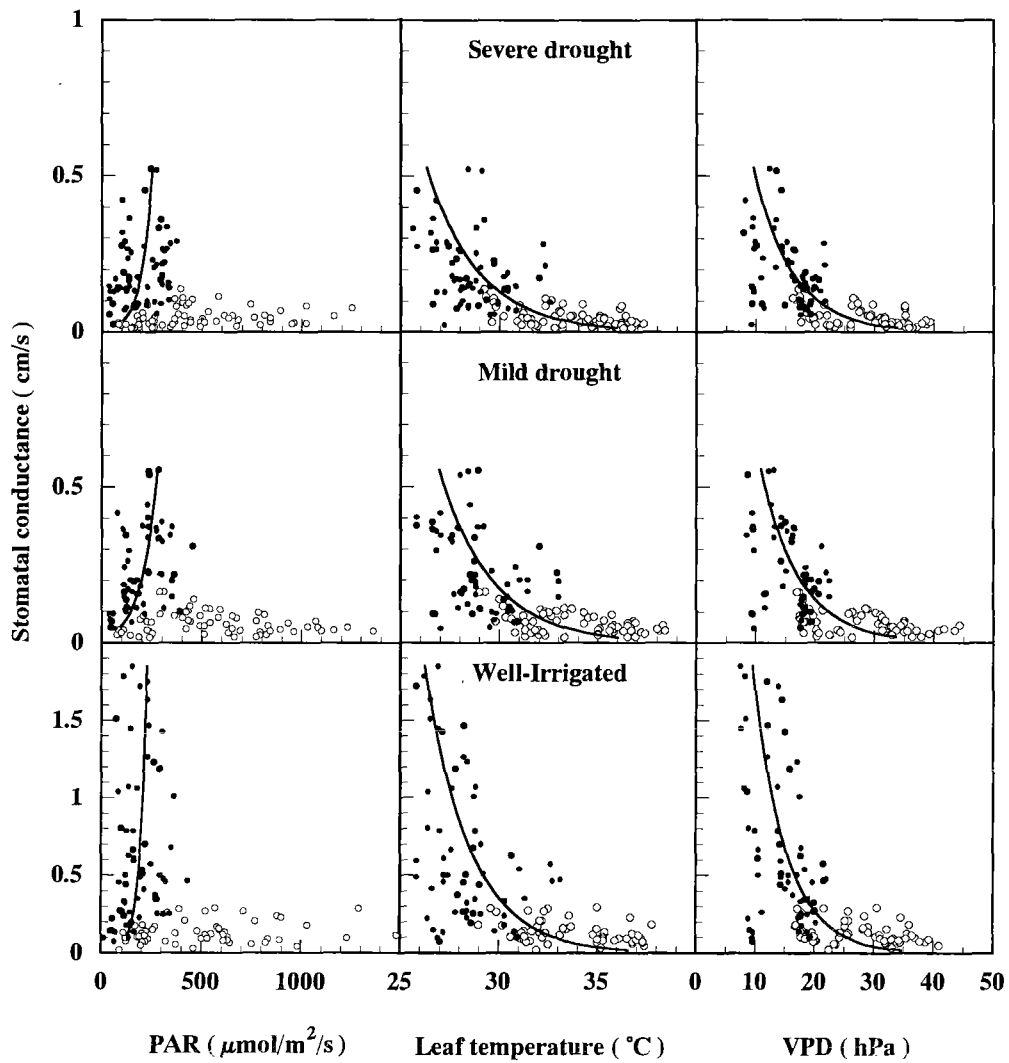 1
Severe drought
0.5
0
Mild drought
0.5
0
Stomatal conductance ( cm/s )
Well-Irrigated
1.5
1
0.5
0
0 500 1000 25 30 35 0 10 20 30 40 50
PAR ( μmol/m²/s ) Leaf temperature ( °C ) VPD ( hPa )